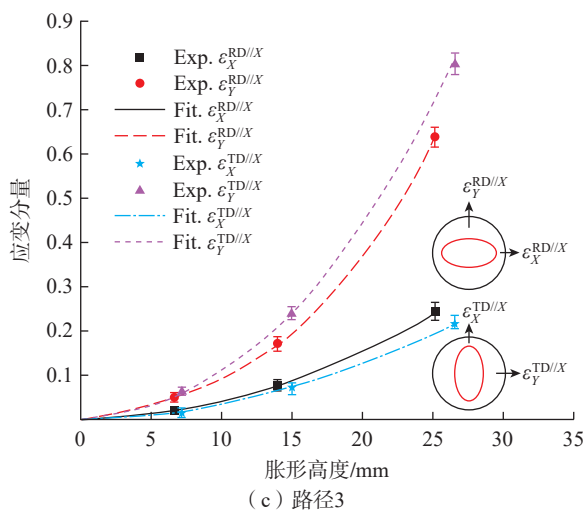 应变分量
0.9
0.8
0.7
0.6
0.5
0.4
0.3
0.2
0.1
Exp. ε_X^{RD//X}
Exp. ε_Y^{RD//X}
Fit. ε_X^{RD//X}
Fit. ε_Y^{RD//X}
Exp. ε_X^{TD//X}
Exp. ε_Y^{TD//X}
Fit. ε_X^{TD//X}
Fit. ε_Y^{TD//X}
ε_Y^{RD//X}
ε_X^{RD//X}
ε_X^{TD//X}
ε_Y^{TD//X}
0 5 10 15 20 25 30 35
胀形高度/mm
（c）路径3